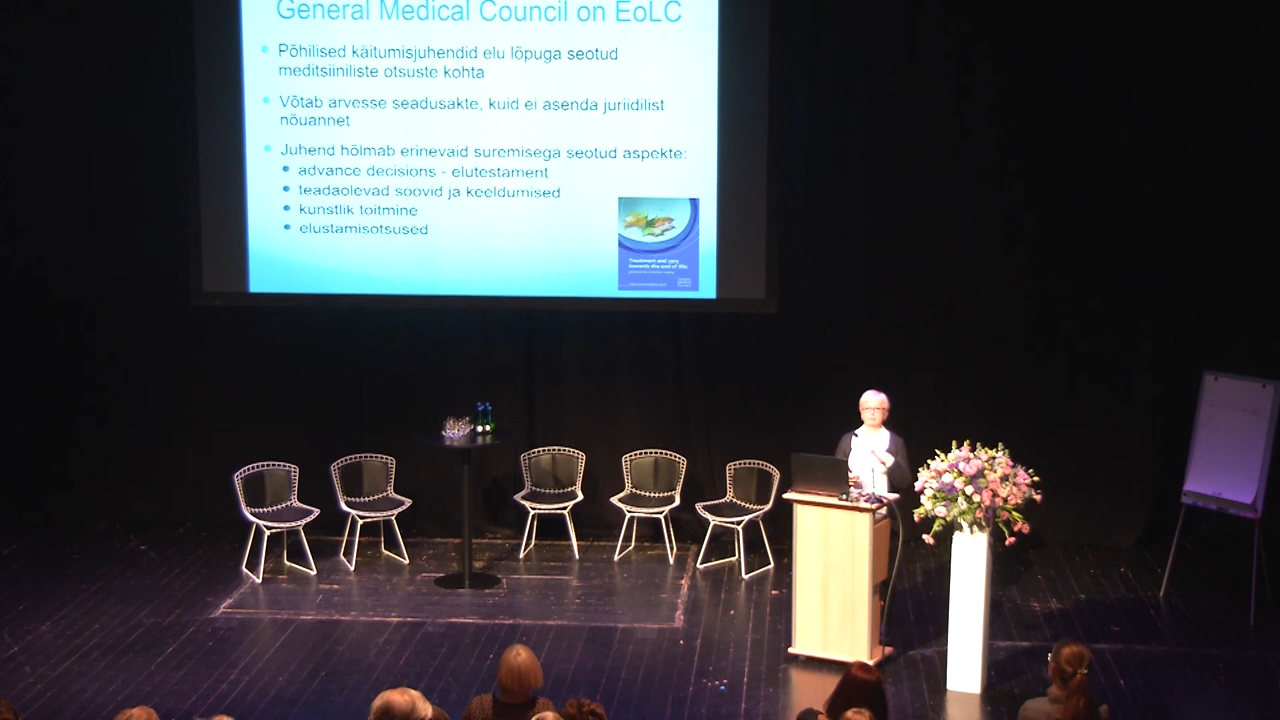 General Medical Council on EoLC
Põhilised käitumisjuhendid elu lõpuga seotud
meditsiiniliste otsuste kohta
Võtab arvesse seadusakte, kuid ei asenda juriidilist
nõuannet
Juhend hõlmab erinevaid suremisega seotud aspekte:
advance decisions - elutestament
teadaolevad soovid ja keeldumised
kunstlik toitmine
elustamisotsused
Treatment and care
towards the end of life: